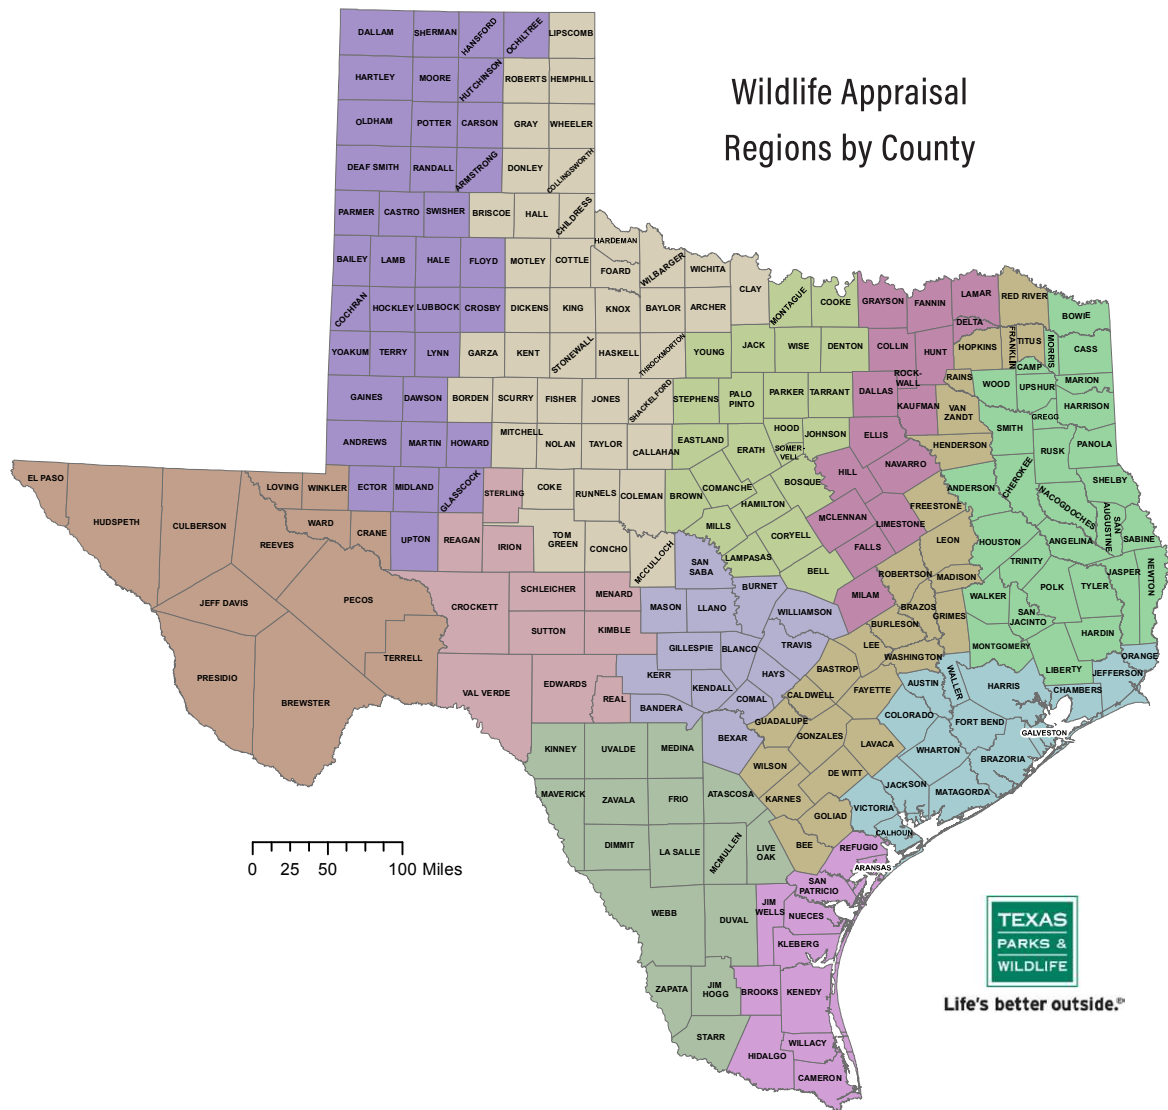 Wildlife Appraisal
Regions by County
DALLAM SHERMAN HANSFORD OCHILTREE LIPSCOMB
HARTLEY MOORE HUTCHINSON ROBERTS HEMPHILL
OLDHAM POTTER CARSON GRAY WHEELER
DEAF SMITH RANDALL ARMSTRONG DONLEY COLLINGSWORTH
PARMER CASTRO SWISHER BRISCOE HALL CHILDRESS
HARDEMAN
BAILEY LAMB HALE FLOYD MOTLEY COTTLE FOARD WILBARGER WICHITA CLAY
COCHRAN HOCKLEY LUBBOCK CROSBY DICKENS KING KNOX BAYLOR ARCHER MONTAGUE COOKE GRAYSON FANNIN LAMAR RED RIVER BOWIE
DELTA
YOAKUM TERRY LYNN GARZA KENT STONEWALL HASKELL THROCKMORTON YOUNG JACK WISE DENTON COLLIN HUNT HOPKINS FRANKLIN TITUS MORRIS CASS
CAMP
GAINES DAWSON BORDEN SCURRY FISHER JONES SHACKELFORD STEPHENS PALO
PINTO PARKER TARRANT DALLAS ROCK-
WALL RAINS WOOD UPSHUR MARION
KAUFMAN VAN
ZANDT GREGG HARRISON
ANDREWS MARTIN HOWARD MITCHELL NOLAN TAYLOR CALLAHAN EASTLAND ERATH HOOD
SOMER-
VELL JOHNSON ELLIS HENDERSON SMITH RUSK PANOLA
EL PASO HUDSPETH CULBERSON LOVING WINKLER ECTOR MIDLAND GLASSCOCK STERLING COKE RUNNELS COLEMAN BROWN COMANCHE HAMILTON BOSQUE HILL NAVARRO ANDERSON CHEROKEE NACOGDOCHES SHELBY
REEVES WARD CRANE UPTON REAGAN IRION TOM
GREEN CONCHO MCCULLOCH MILLS LAMPASAS CORYELL MCLENNAN LIMESTONE FREESTONE LEON HOUSTON ANGELINA SAN
AUGUSTINE SABINE
JEFF DAVIS PECOS CROCKETT SCHLEICHER MENARD SAN
SABA BURNET BELL FALLS MILAM ROBERTSON MADISON TRINITY POLK TYLER JASPER NEWTON
SUTTON KIMBLE MASON LLANO WILLIAMSON BRAZOS BURLESON GRIMES WALKER SAN
JACINTO HARDIN
PRESIDIO BREWSTER TERRELL VAL VERDE EDWARDS REAL KERR GILLESPIE BLANCO TRAVIS LEE WASHINGTON MONTGOMERY LIBERTY ORANGE
BANDERA KENDALL HAYS COMAL CALDWELL BASTROP FAYETTE AUSTIN WALLER HARRIS CHAMBERS JEFFERSON
KINNEY UVALDE MEDINA BEXAR GUADALUPE GONZALES LAVACA COLORADO FORT BEND GALVESTON
MAVERICK ZAVALA FRIO ATASCOSA WILSON KARNES DE WITT WHARTON BRAZORIA
JACKSON MATAGORDA
DIMMIT LA SALLE MCMULLEN LIVE
OAK BEE GOLIAD VICTORIA CALHOUN
REFUGIO
ARANSAS
0 25 50 100 Miles
WEBB DUVAL JIM
WELLS SAN
PATRICIO
NUECES
KLEBERG
ZAPATA JIM
HOGG BROOKS KENEDY
STARR HIDALGO WILLACY
CAMERON
TEXAS
PARKS &
WILDLIFE
Life's better outside.®